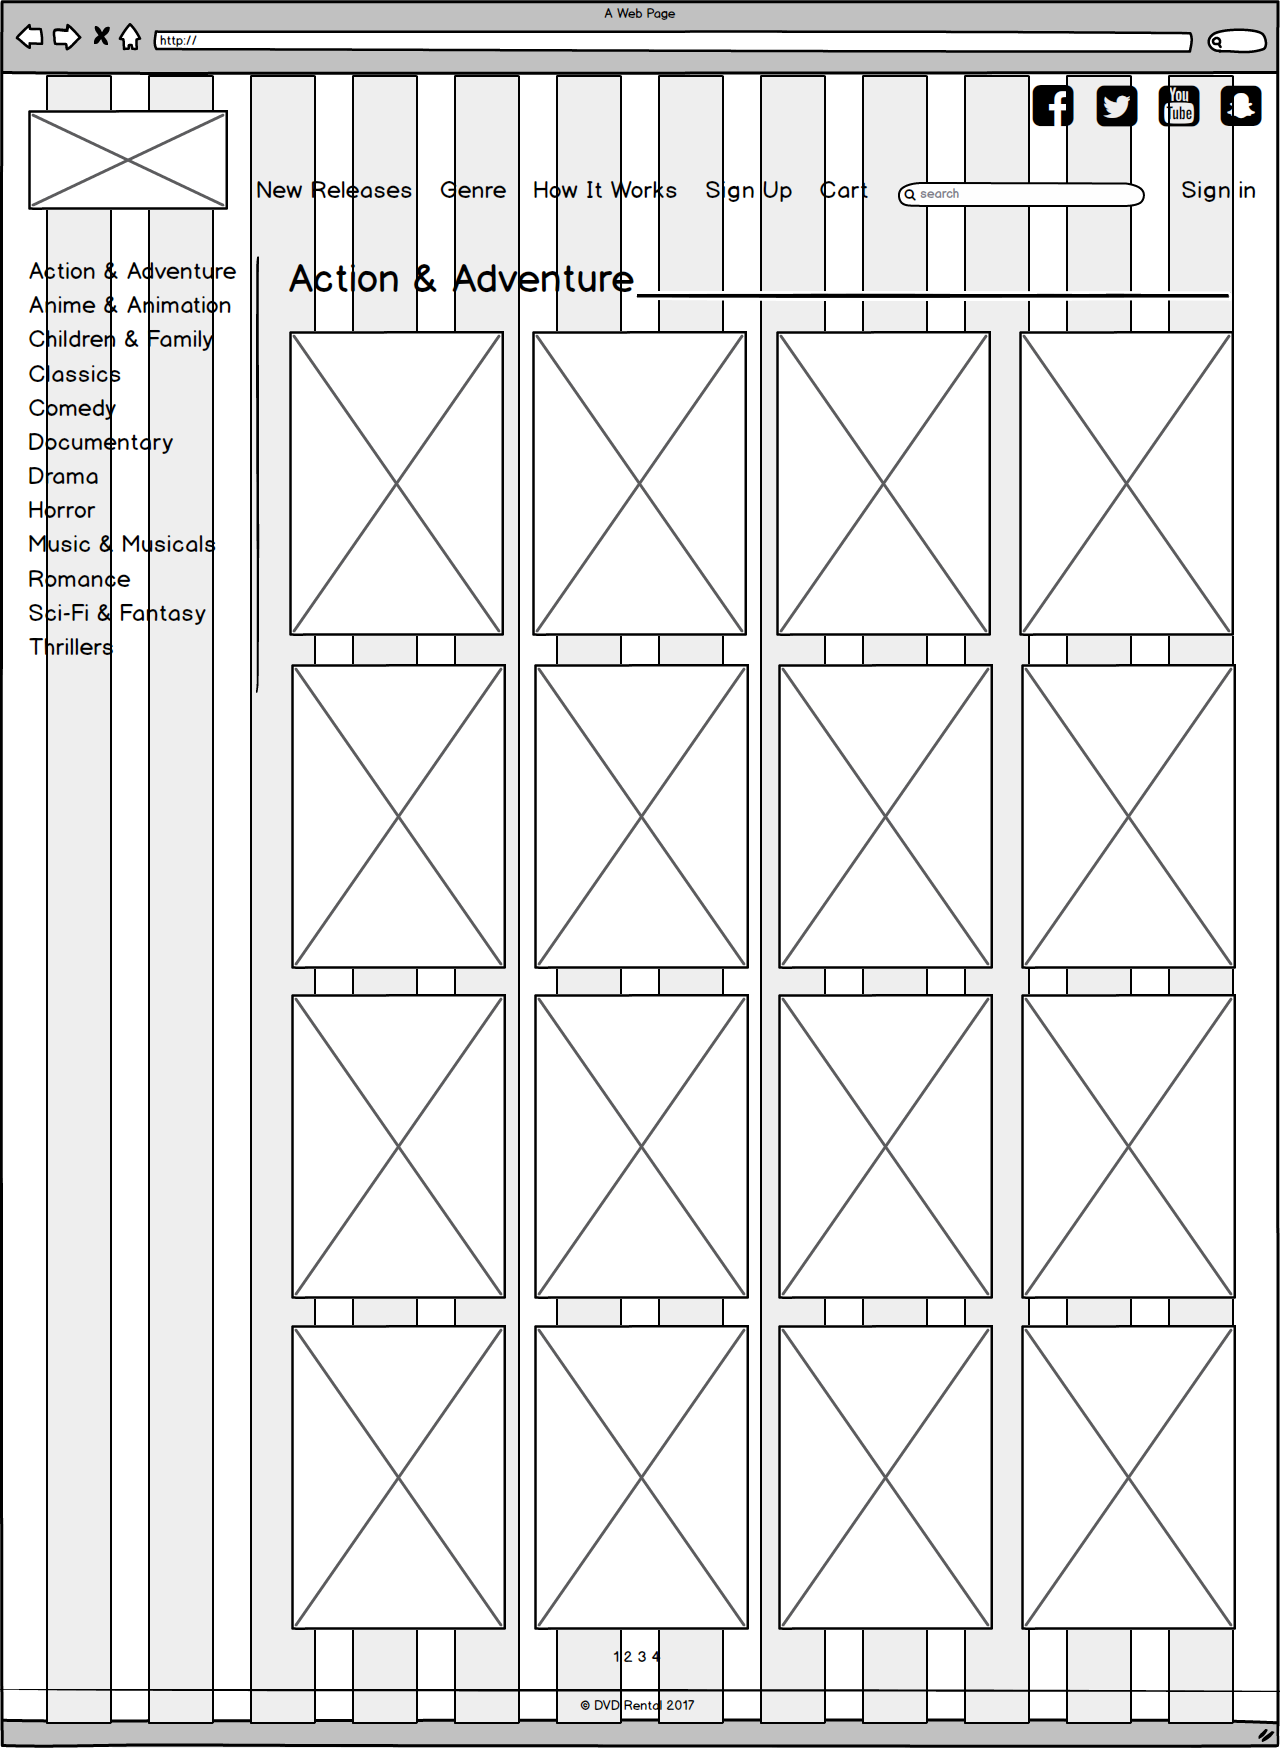 A Web Page
http://
You
Tube
New Releases Genre How It Works Sign Up Cart search Sign in
Action & Adventure
Anime & Animation
Children & Family
Classics
Comedy
Documentary
Drama
Horror
Music & Musicals
Romance
Sci-Fi & Fantasy
Thrillers
Action & Adventure
1 2 3 4
© DVD Rental 2017